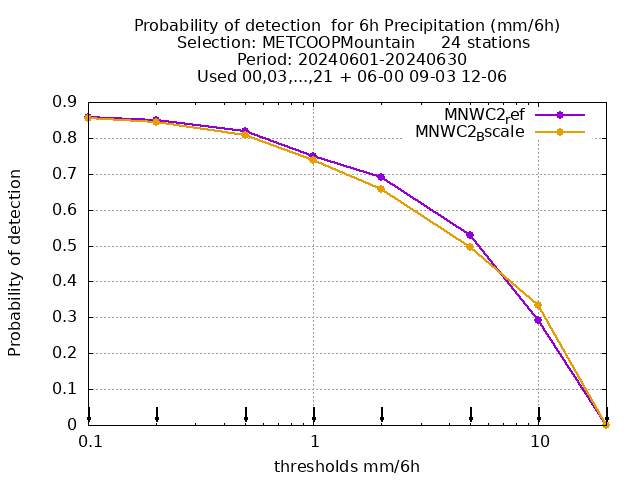 Probability of detection  for 6h Precipitation (mm/6h)
Selection: METCOOPMountain     24 stations
Period: 20240601-20240630
Used 00,03,...,21 + 06-00 09-03 12-06
MNWC2ref
MNWC2Bscale
0.9
0.8
0.7
0.6
0.5
0.4
0.3
0.2
0.1
0
Probability of detection
0.1
1
10
thresholds mm/6h